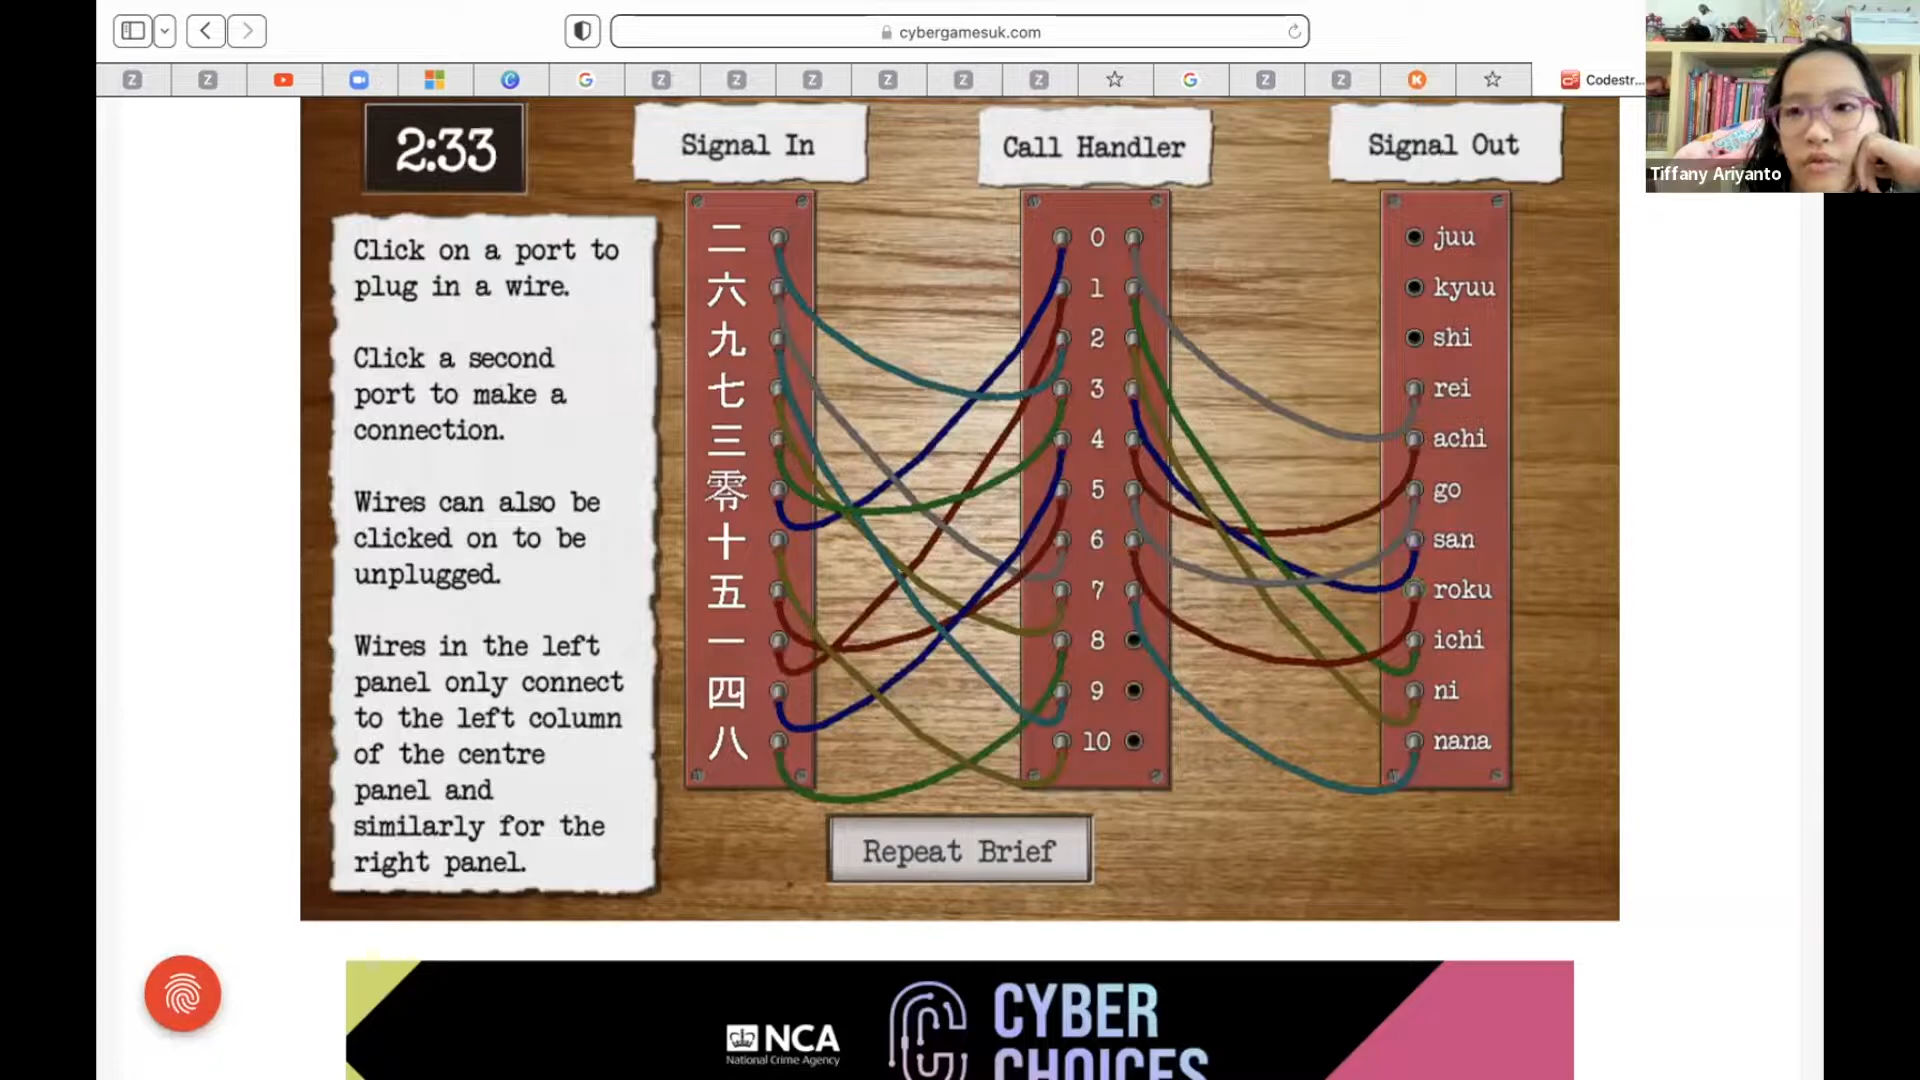 cybergamesuk.com
Codestr...
Tiffany Ariyanto
2:33
Signal In
Call Handler
Signal Out
Click on a port to
plug in a wire.
Click a second
port to make a
connection.
Wires can also be
clicked on to be
unplugged.
Wires in the left
panel only connect
to the left column
of the centre
panel and
similarly for the
right panel.
二
六
九
七
三
零
十
五
一
四
八
0
1
2
3
4
5
6
7
8
9
10
juu
kyuu
shi
rei
achi
go
san
roku
ichi
ni
nana
Repeat Brief
NCA
National Crime Agency
CYBER
CHOICES